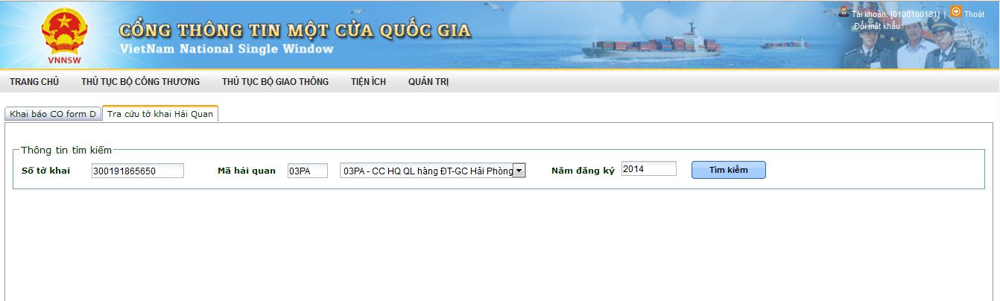 CỔNG THÔNG TIN MỘT CỬA QUỐC GIA
VietNam National Single Window
VNNSW
Tài khoản: [0100100181] | Thoát
Đổi mật khẩu
TRANG CHỦ THỦ TỤC BỘ CÔNG THƯƠNG THỦ TỤC BỘ GIAO THÔNG TIỆN ÍCH QUẢN TRỊ
Khai báo CO form D Tra cứu tờ khai Hải Quan
Thông tin tìm kiếm
Số tờ khai 300191865650 Mã hải quan 03PA 03PA - CC HQ QL hàng ĐT-GC Hải Phòng Năm đăng ký 2014 Tìm kiếm